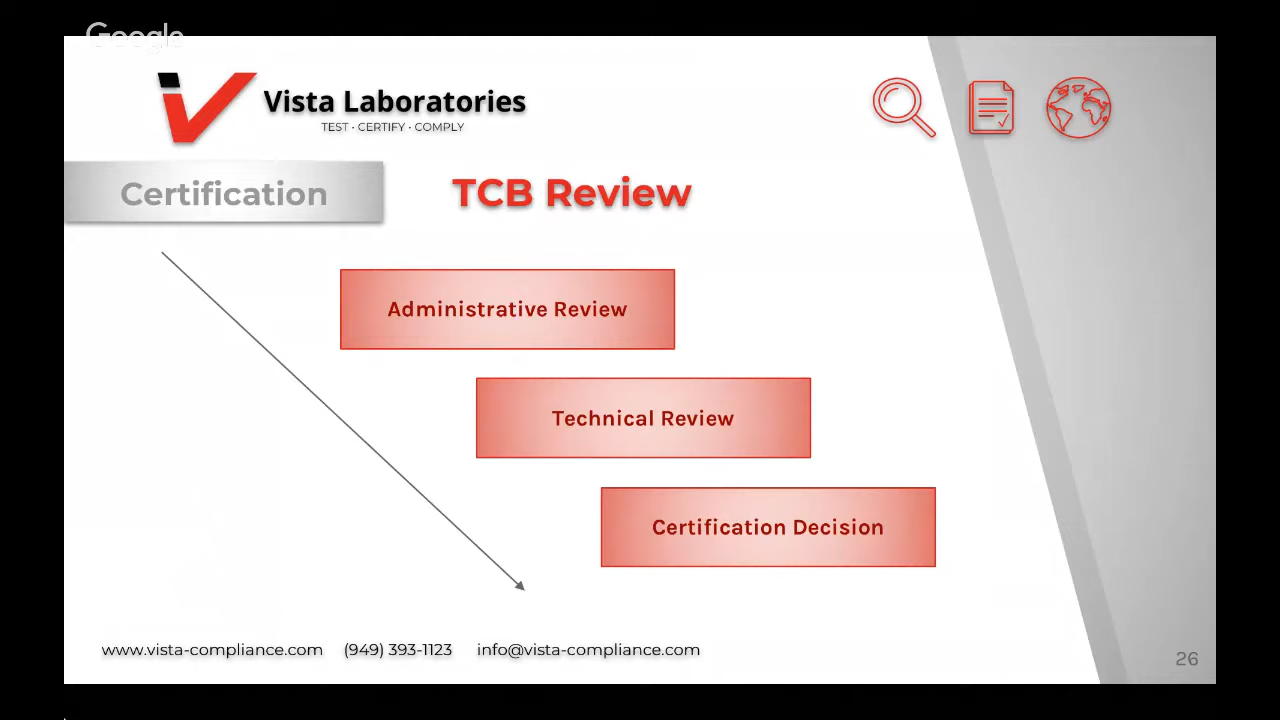 Google
Vista Laboratories
TEST · CERTIFY · COMPLY
Certification
TCB Review
Administrative Review
Technical Review
Certification Decision
www.vista-compliance.com (949) 393-1123 info@vista-compliance.com
26